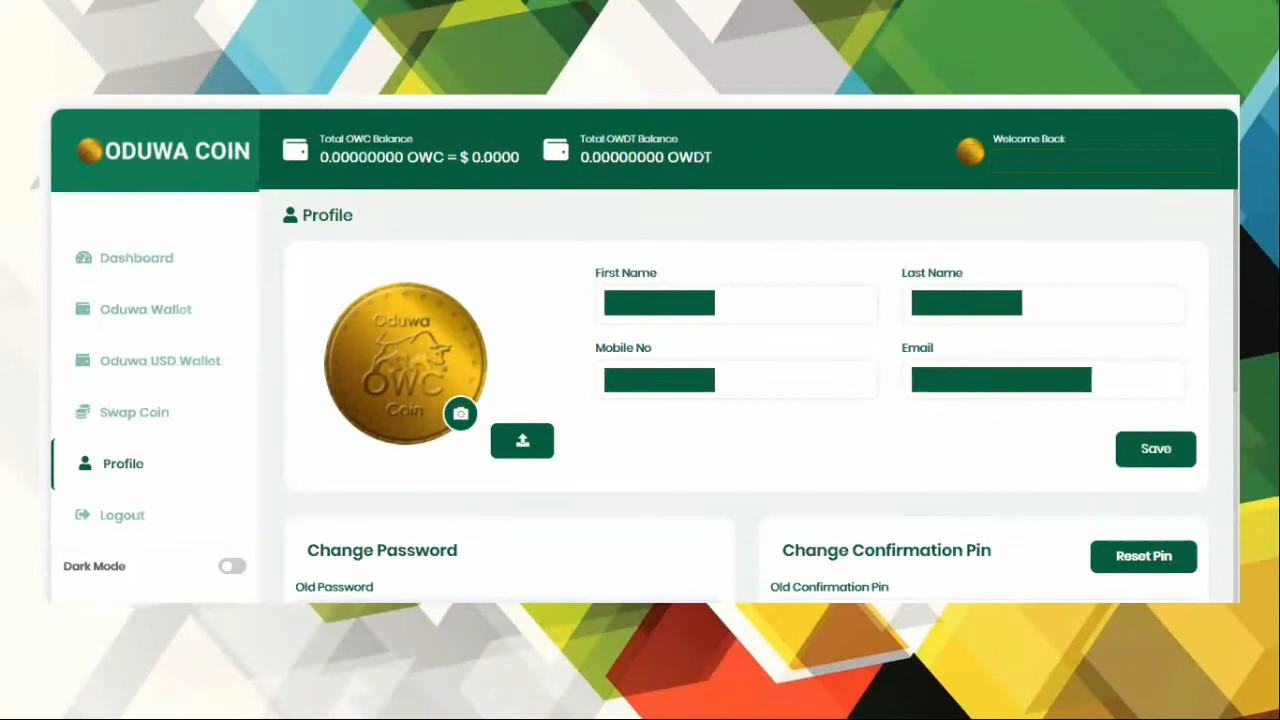 ODUWA COIN
Total OWC Balance
0.00000000 OWC = $ 0.0000
Total OWDT Balance
0.00000000 OWDT
Welcome Back
Dashboard
Oduwa Wallet
Oduwa USD Wallet
Swap Coin
Profile
Logout
Dark Mode
Profile
Oduwa
OWC
Coin
First Name
Last Name
Mobile No
Email
Save
Change Password
Old Password
Change Confirmation Pin
Reset Pin
Old Confirmation Pin